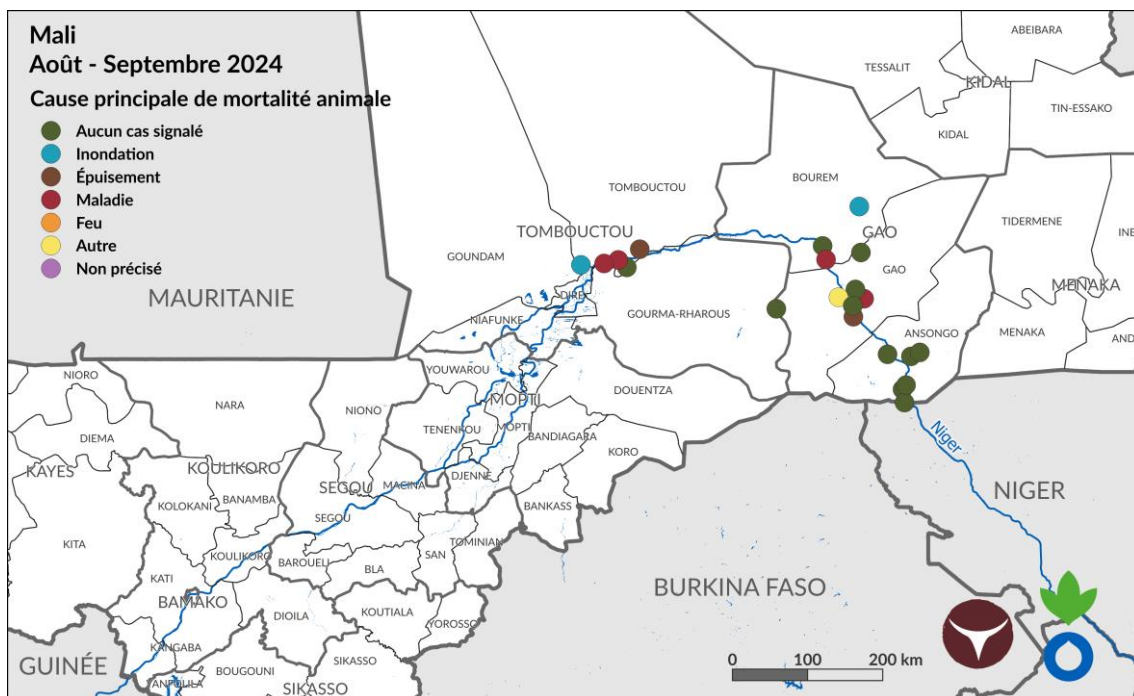 Mali
Août - Septembre 2024
Cause principale de mortalité animale
Aucun cas signalé
Inondation
Épuisement
Maladie
Feu
Autre
Non précisé
ABEIBARA
TESSALIT
KIDAL
TIN-ESSAKO
KIDAL
BOUREM
TOMBOUCTOU
TIDERMENE
INE
TOMBOUCTOU
GAO
GOUNDAM
GAO
MAURITANIE
MENAKA
DIRE
GOURMA-RHAROUS
NIAFUNKE
ANSONGO
MENAKA
AND
YOUWAROU
NIORO
DOUENTZA
NARA
NIONO
MOPTI
TENENKOU
MOPTI
DIEMA
BANDIAGARA
Niger
KORO
KAYES
KOULIKORO
DJENNE
SEGOU
MACINA
NIGER
BANAMBA
KOLOKANI
BANKASS
SEGOU
KITA
TOMINIAN
KOULIKORO
SAN
BAROUELI
BLA
KATI
BURKINA FASO
BAMAKO
DIOILA
KOUTIALA
YOROSSO
KANGABA
GUINÉE
SIKASSO
BOUGOUNI
0 100 200 km
YANFOLILA
SIKASSO